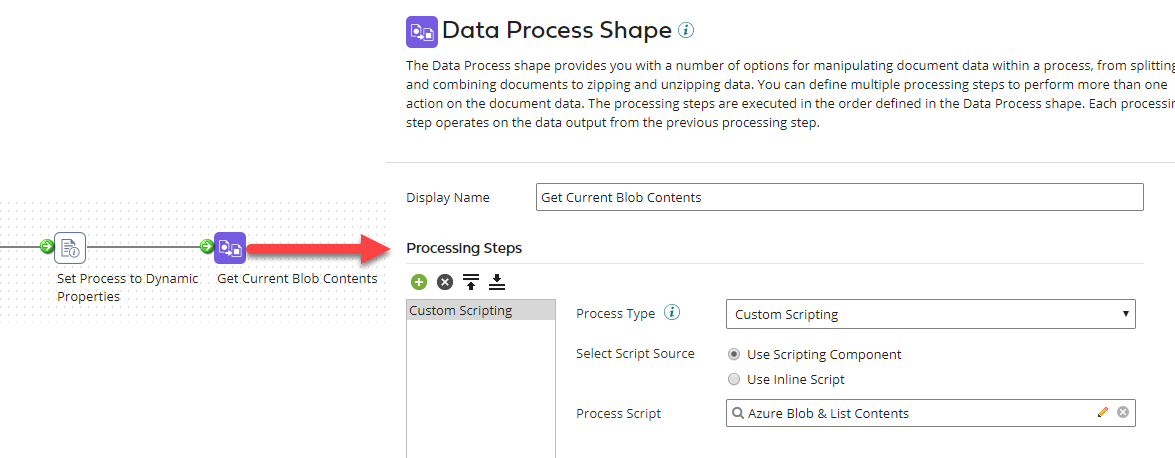 Data Process Shape
The Data Process shape provides you with a number of options for manipulating document data within a process, from splitting
and combining documents to zipping and unzipping data. You can define multiple processing steps to perform more than one
action on the document data. The processing steps are executed in the order defined in the Data Process shape. Each processin
step operates on the data output from the previous processing step.
Display Name
Get Current Blob Contents
Set Process to Dynamic
Properties
Get Current Blob Contents
Processing Steps
Custom Scripting
Process Type
Custom Scripting
Select Script Source
Use Scripting Component
Use Inline Script
Process Script
Azure Blob & List Contents